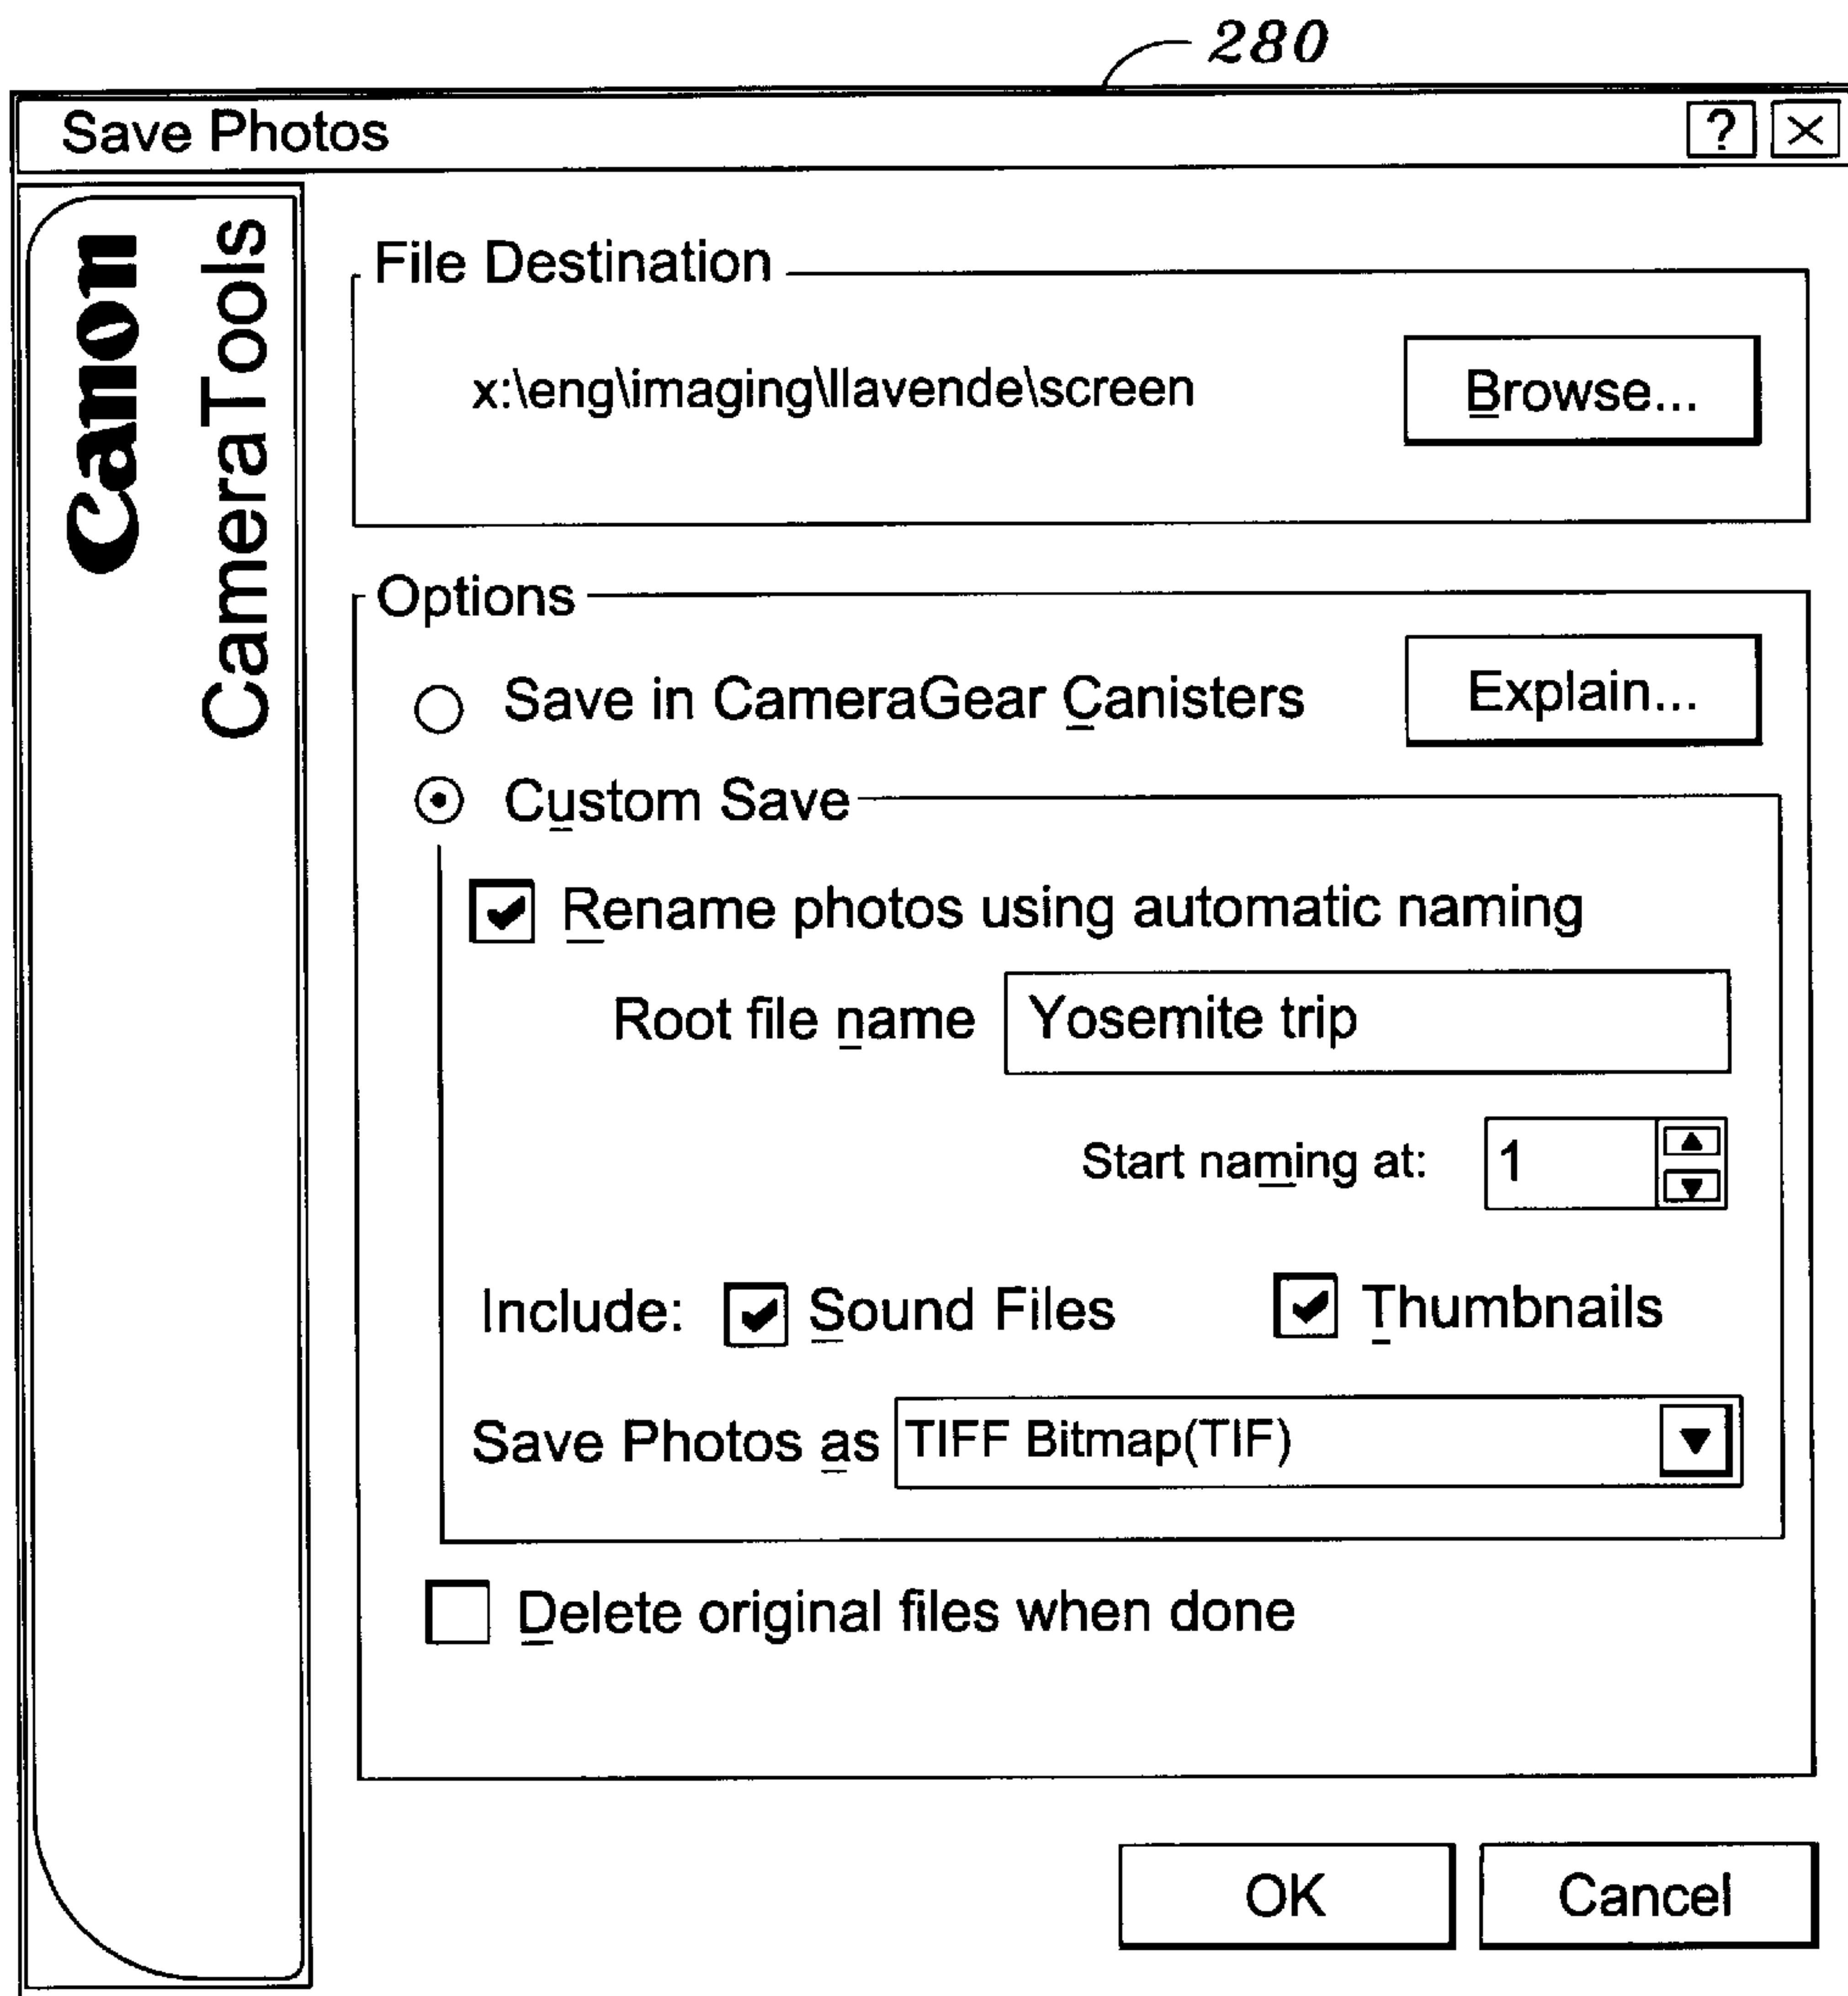 280
Save Photos
?
Canon
CameraTools
File Destination
x:\eng\imaging\llavende\screen
Browse...
Options
Save in CameraGear Canisters
Explain...
Custom Save
Rename photos using automatic naming
Root file name
Yosemite trip
Start naming at:
1
Include:
Sound Files
Thumbnails
Save Photos as
TIFF Bitmap(TIF)
Delete original files when done
OK
Cancel